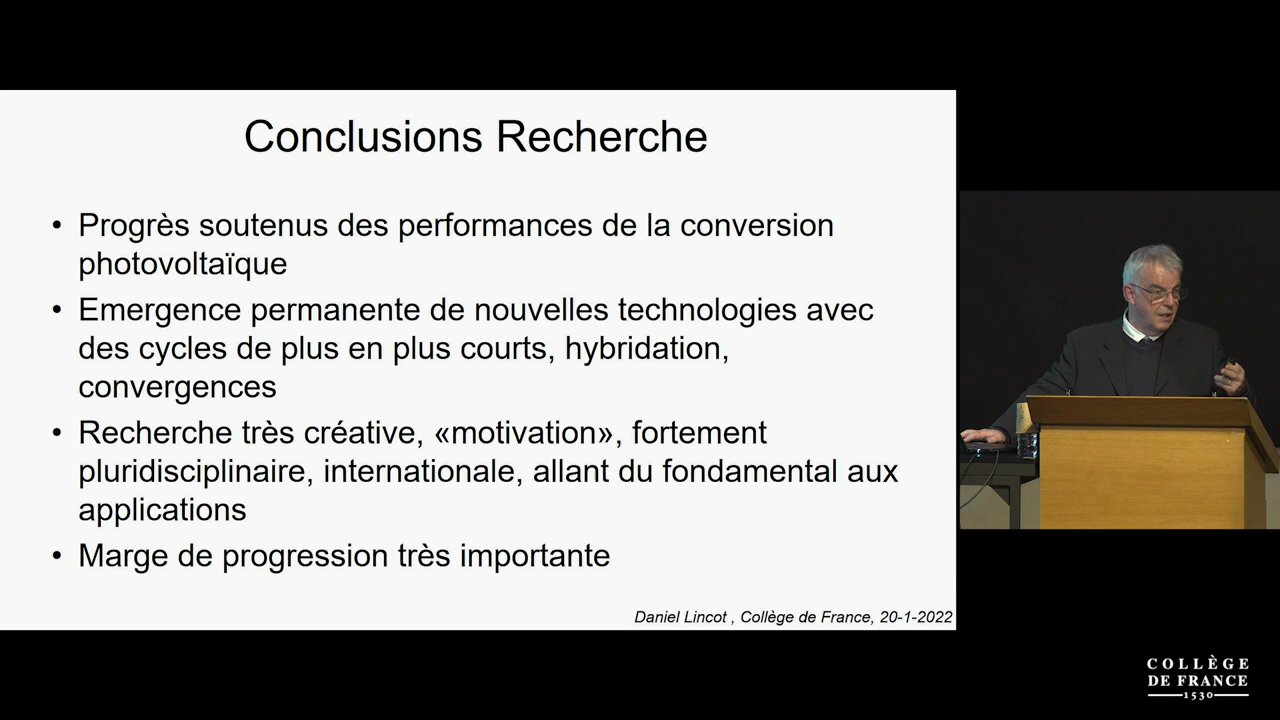 Conclusions Recherche
• Progrès soutenus des performances de la conversion
photovoltaïque
• Emergence permanente de nouvelles technologies avec
des cycles de plus en plus courts, hybridation,
convergences
• Recherche très créative, «motivation», fortement
pluridisciplinaire, internationale, allant du fondamental aux
applications
• Marge de progression très importante
Daniel Lincot , Collège de France, 20-1-2022
COLLÈGE
DE FRANCE
1530